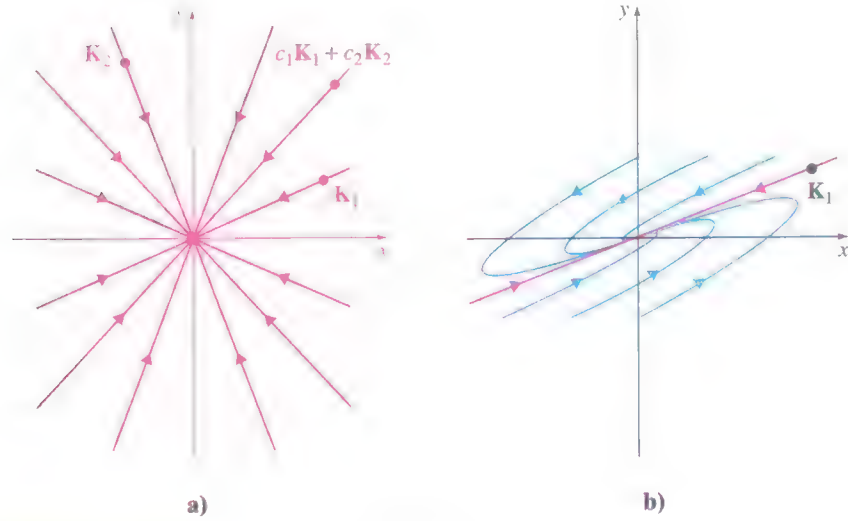 y
K₂
c₁K₁ + c₂K₂
K₁
x
a)
y
K₁
x
b)